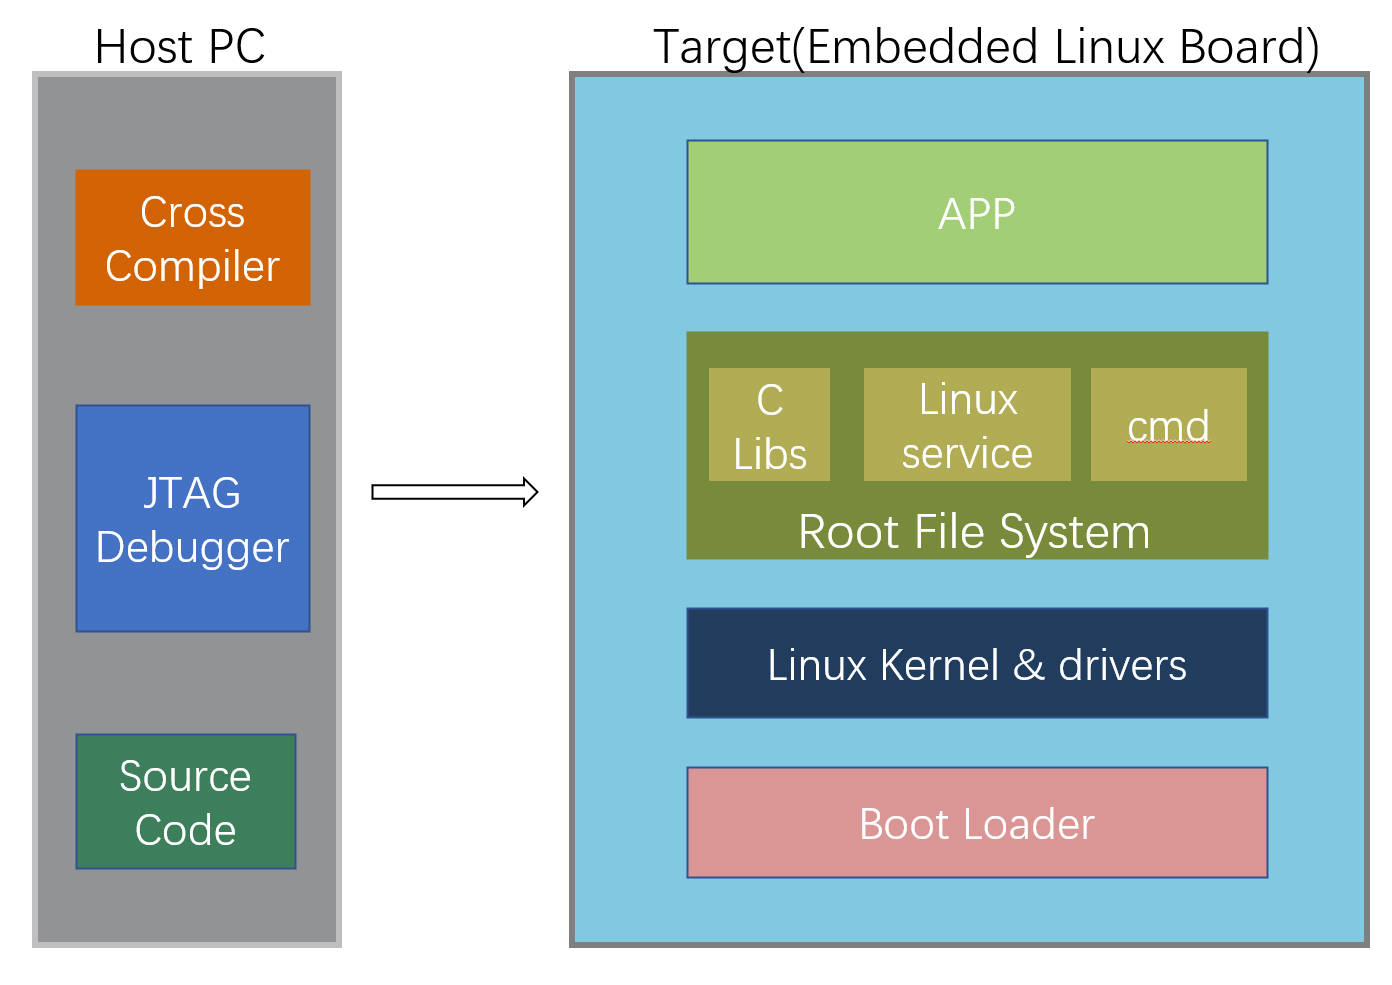 Host PC
Cross
Compiler
JTAG
Debugger
Source
Code
Target(Embedded Linux Board)
APP
C
Libs
Linux
service
cmd
Root File System
Linux Kernel & drivers
Boot Loader